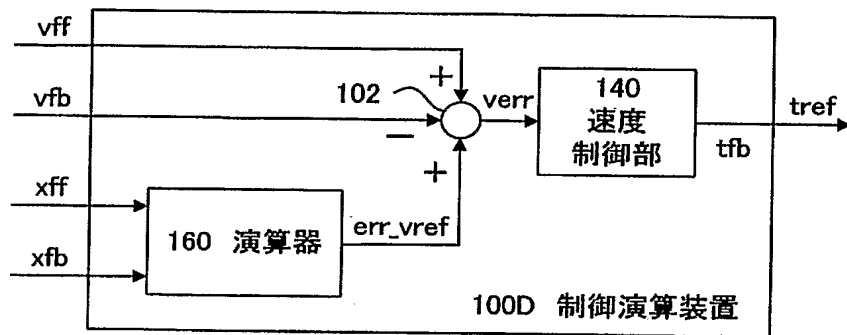 vff
vfb
102
+
−
+
verr
140
速度
制御部
tref
tfb
xff
xfb
160 演算器
err_vref
100D 制御演算装置